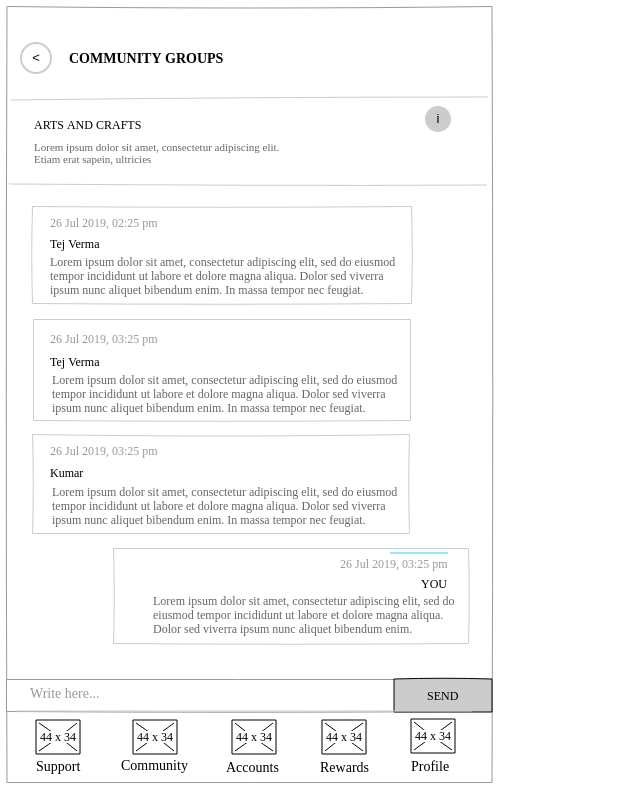 <
COMMUNITY GROUPS
ARTS AND CRAFTS
i
Lorem ipsum dolor sit amet, consectetur adipiscing elit.
Etiam erat sapein, ultricies
26 Jul 2019, 02:25 pm
Tej Verma
Lorem ipsum dolor sit amet, consectetur adipiscing elit, sed do eiusmod
tempor incididunt ut labore et dolore magna aliqua. Dolor sed viverra
ipsum nunc aliquet bibendum enim. In massa tempor nec feugiat.
26 Jul 2019, 03:25 pm
Tej Verma
Lorem ipsum dolor sit amet, consectetur adipiscing elit, sed do eiusmod
tempor incididunt ut labore et dolore magna aliqua. Dolor sed viverra
ipsum nunc aliquet bibendum enim. In massa tempor nec feugiat.
26 Jul 2019, 03:25 pm
Kumar
Lorem ipsum dolor sit amet, consectetur adipiscing elit, sed do eiusmod
tempor incididunt ut labore et dolore magna aliqua. Dolor sed viverra
ipsum nunc aliquet bibendum enim. In massa tempor nec feugiat.
26 Jul 2019, 03:25 pm
YOU
Lorem ipsum dolor sit amet, consectetur adipiscing elit, sed do
eiusmod tempor incididunt ut labore et dolore magna aliqua.
Dolor sed viverra ipsum nunc aliquet bibendum enim.
Write here...
SEND
44 x 34 44 x 34 44 x 34 44 x 34 44 x 34
Support Community Accounts Rewards Profile